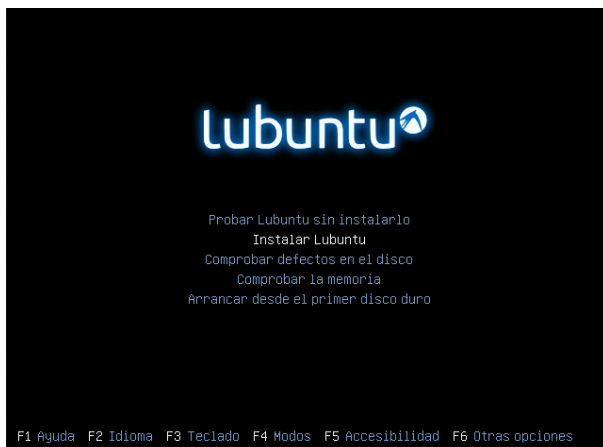 lubuntu
Probar Lubuntu sin instalarlo
Instalar Lubuntu
Comprobar defectos en el disco
Comprobar la memoria
Arrancar desde el primer disco duro
F1 Ayuda F2 Idioma F3 Teclado F4 Modos F5 Accesibilidad F6 Otras opciones